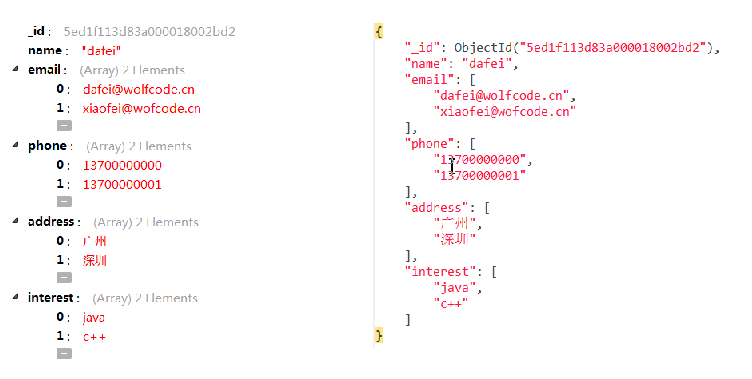 _id : 5ed1f113d83a000018002bd2
name : "dafei"
email : (Array) 2 Elements
0 : dafei@wolfcode.cn
1 : xiaofei@wofcode.cn
phone : (Array) 2 Elements
0 : 13700000000
1 : 13700000001
address : (Array) 2 Elements
0 : 广州
1 : 深圳
interest : (Array) 2 Elements
0 : java
1 : c++
{
"_id": ObjectId("5ed1f113d83a000018002bd2"),
"name": "dafei",
"email": [
"dafei@wolfcode.cn",
"xiaofei@wofcode.cn"
],
"phone": [
"13700000000",
"13700000001"
],
"address": [
"广州",
"深圳"
],
"interest": [
"java",
"c++"
]
}